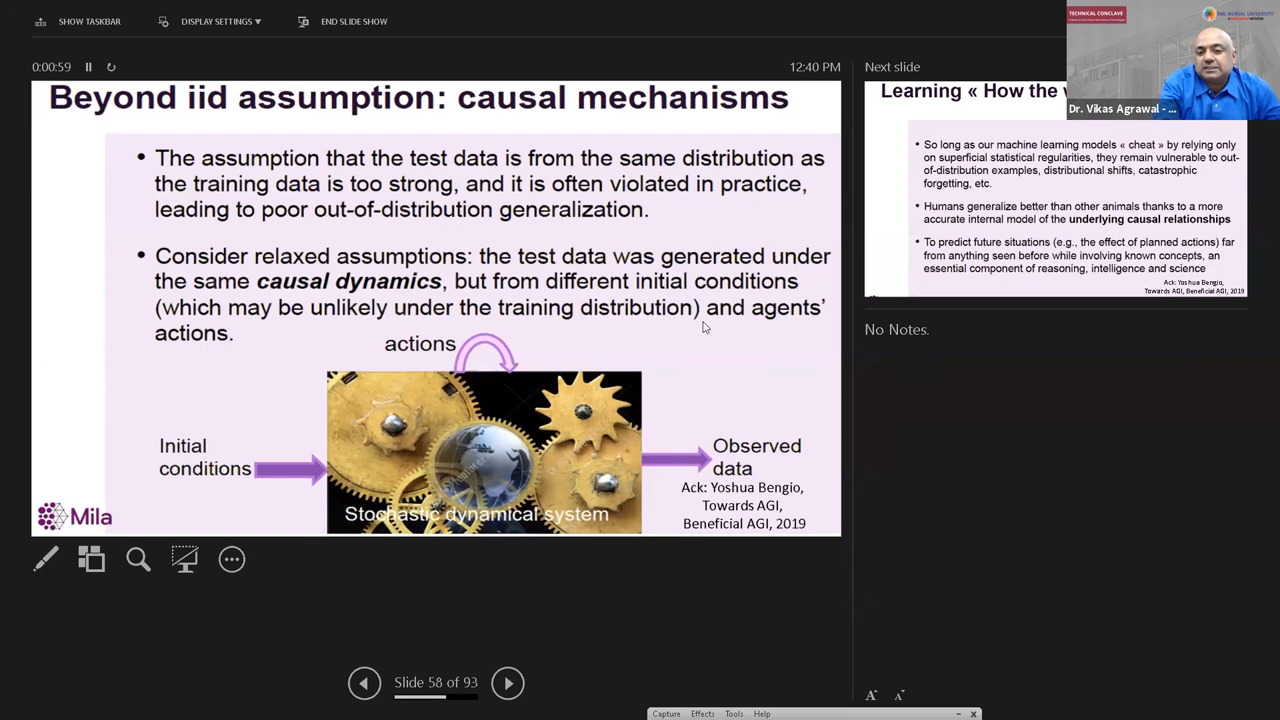 SHOW TASKBAR
DISPLAY SETTINGS
END SLIDE SHOW
TECHNICAL CONCLAVE
BML MUNJAL UNIVERSITY
Dr. Vikas Agrawal - ...
0:00:59
12:40 PM
Beyond iid assumption: causal mechanisms
• The assumption that the test data is from the same distribution as
the training data is too strong, and it is often violated in practice,
leading to poor out-of-distribution generalization.
• Consider relaxed assumptions: the test data was generated under
the same causal dynamics, but from different initial conditions
(which may be unlikely under the training distribution) and agents’
actions.
actions
Initial
conditions
Stochastic dynamical system
Observed
data
Ack: Yoshua Bengio,
Towards AGI,
Beneficial AGI, 2019
Mila
Next slide
Learning « How the
• So long as our machine learning models « cheat » by relying only
on superficial statistical regularities, they remain vulnerable to out-
of-distribution examples, distributional shifts, catastrophic
forgetting, etc.
• Humans generalize better than other animals thanks to a more
accurate internal model of the underlying causal relationships
• To predict future situations (e.g., the effect of planned actions) far
from anything seen before while involving known concepts, an
essential component of reasoning, intelligence and science
Ack: Yoshua Bengio,
Towards AGI, Beneficial AGI, 2019
No Notes.
Slide 58 of 93
A A
Capture Effects Tools Help